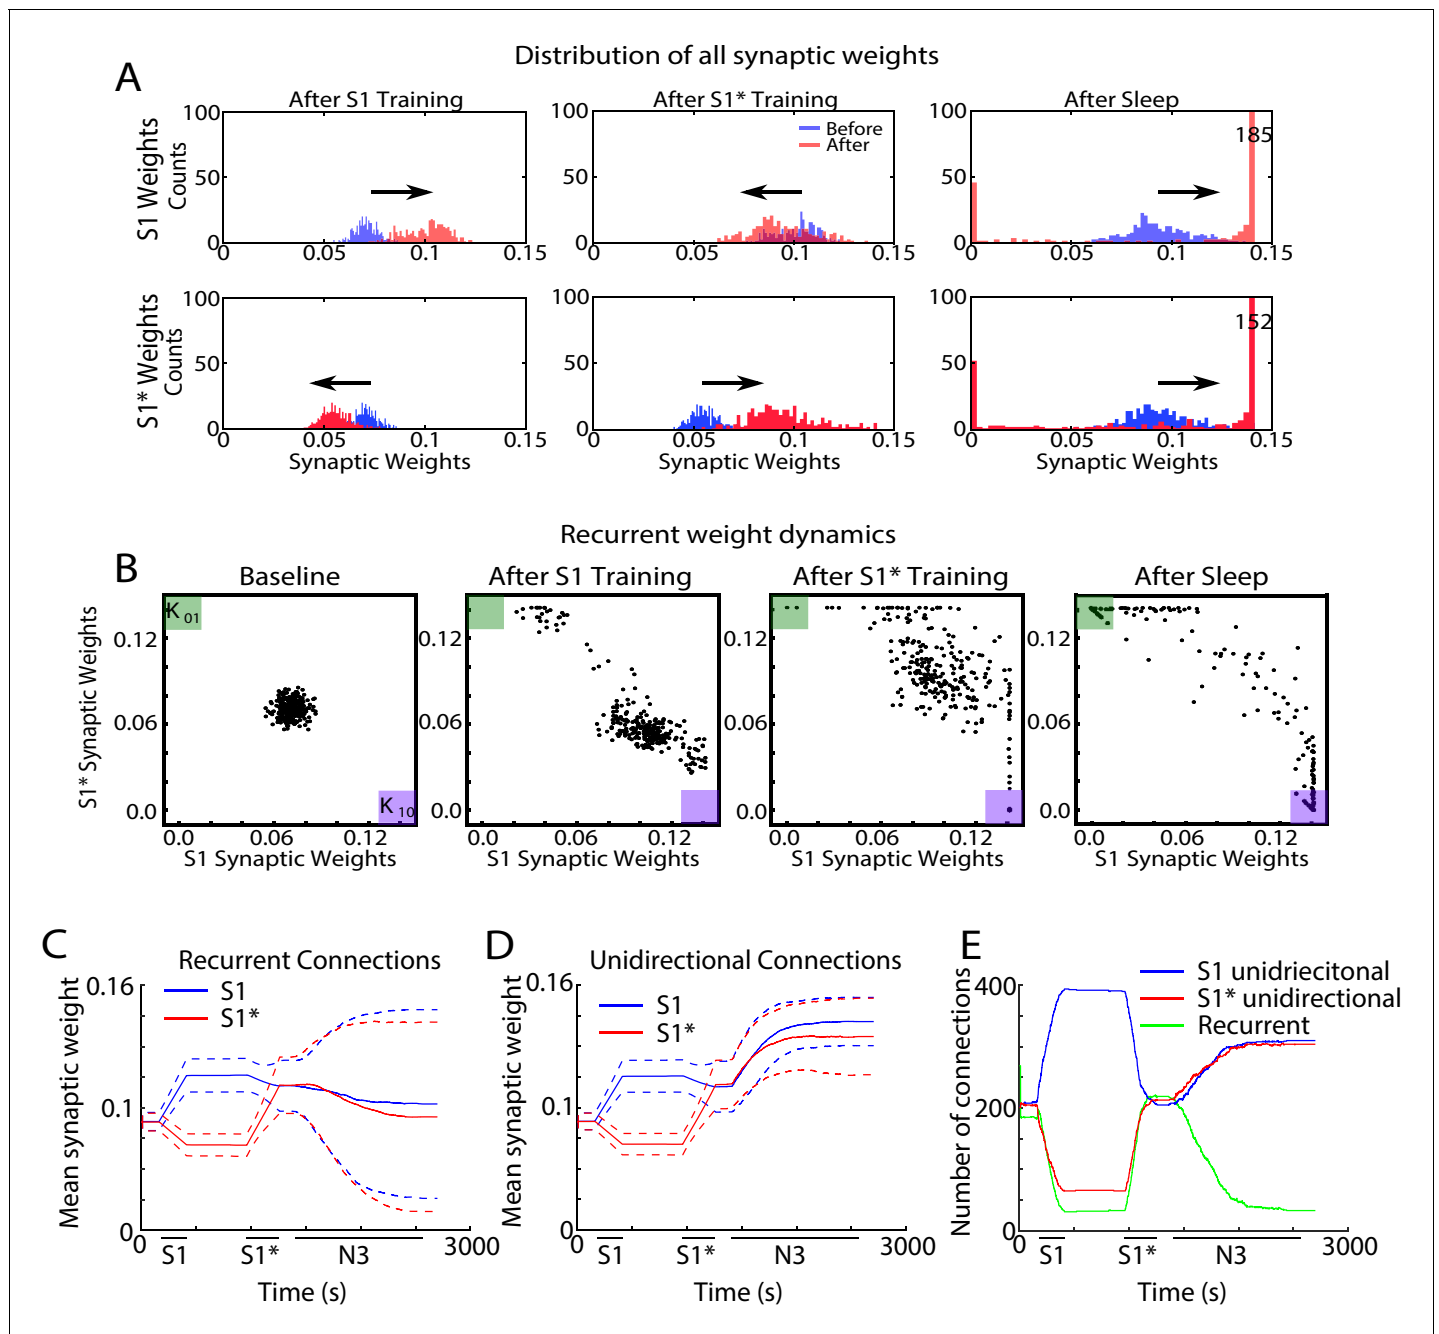 Distribution of all synaptic weights
A
After S1 Training
After S1* Training
After Sleep
S1 Weights
Counts
100
50
0
0
0.05
0.1
0.15
100
50
0
0
0.05
0.1
0.15
Before
After
100
50
0
0
0.05
0.1
0.15
185
S1* Weights
Counts
100
50
0
0
0.05
0.1
0.15
Synaptic Weights
100
50
0
0
0.05
0.1
0.15
100
50
0
0
0.05
0.1
0.15
Synaptic Weights
152
Recurrent weight dynamics
B
Baseline
After S1 Training
After S1* Training
After Sleep
S1* Synaptic Weights
K 01
K 10
0.12
0.06
0.0
0.0 0.06 0.12
S1 Synaptic Weights
0.12
0.06
0.0
0.0 0.06 0.12
S1 Synaptic Weights
0.12
0.06
0.0
0.0 0.06 0.12
S1 Synaptic Weights
0.12
0.06
0.0
0.0 0.06 0.12
S1 Synaptic Weights
C
Recurrent Connections
S1
S1*
Mean synaptic weight
0.16
0.1
0.1
0
S1
S1*
N3
3000
Time (s)
D
Unidirectional Connections
S1
S1*
Mean synaptic weight
0.16
0.1
0.1
0
S1
S1*
N3
3000
Time (s)
E
S1 unidriecitonal
S1* unidirectional
Recurrent
Number of connections
400
200
0
0
S1
S1*
N3
3000
Time (s)